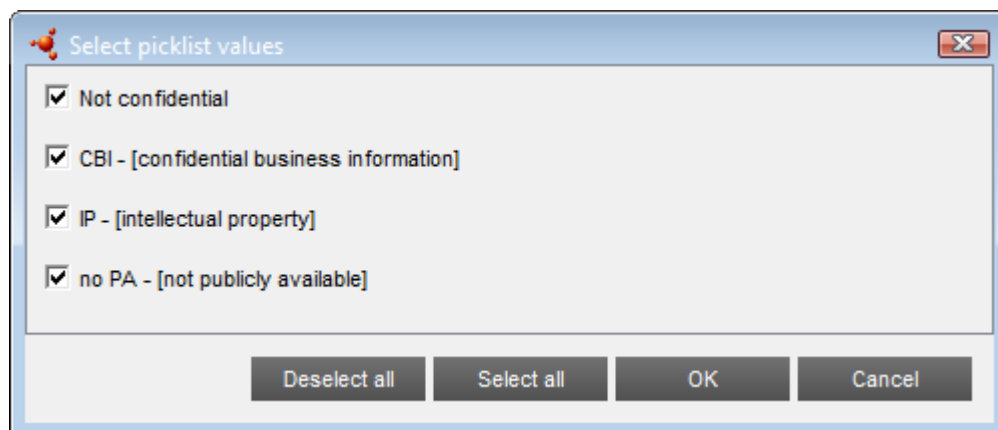 Select picklist values
Not confidential
CBI - [confidential business information]
IP - [intellectual property]
no PA - [not publicly available]
Deselect all Select all OK Cancel